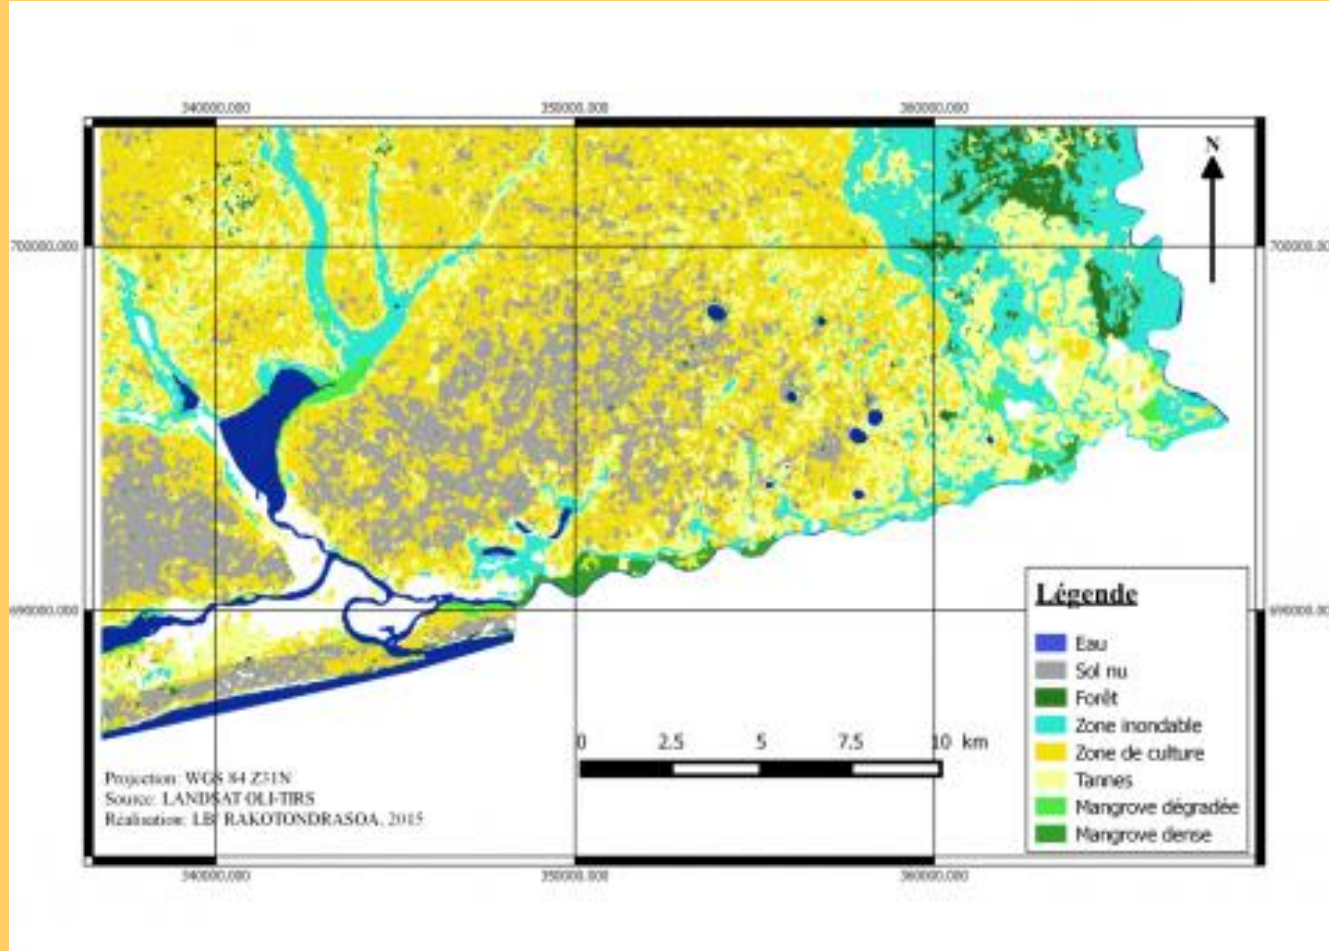 340000.000 350000.000 360000.000
N
700000.000 700000.00
690000.000 690000.00
Légende
Eau
Sol nu
Forêt
Zone inondable
Zone de culture
Tannes
Mangrove dégradée
Mangrove dense
0 2.5 5 7.5 10 km
Projection: WGS 84 Z31N
Source: LANDSAT OLI-TIRS
Réalisation: LB RAKOTONDRASOA, 2015
340000.000 350000.000 360000.000